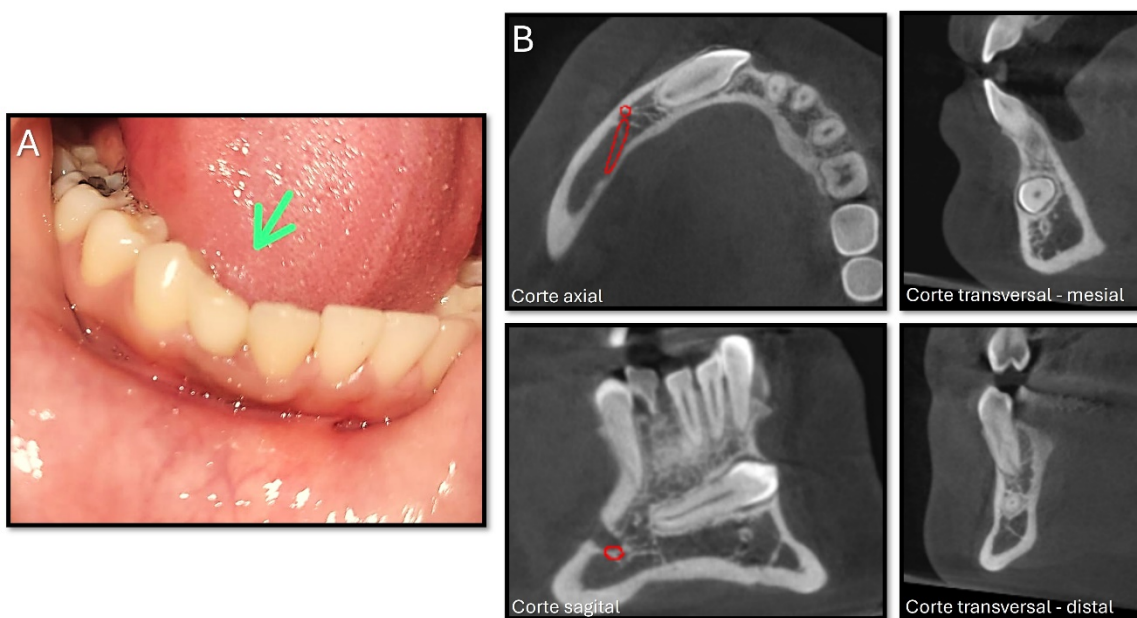 A
B
Corte axial
Corte transversal - mesial
Corte sagital
Corte transversal - distal